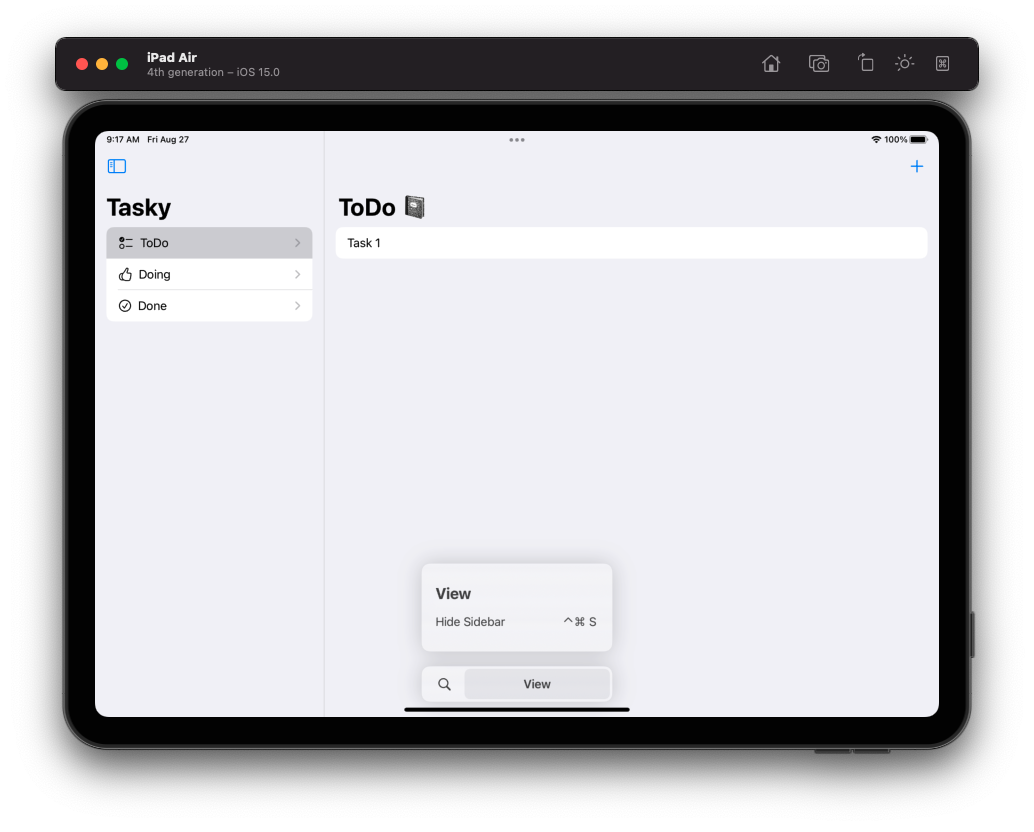 iPad Air
4th generation – iOS 15.0
9:17 AM Fri Aug 27
100%
Tasky
ToDo
Doing
Done
ToDo
Task 1
View
Hide Sidebar ^⌘ S
View